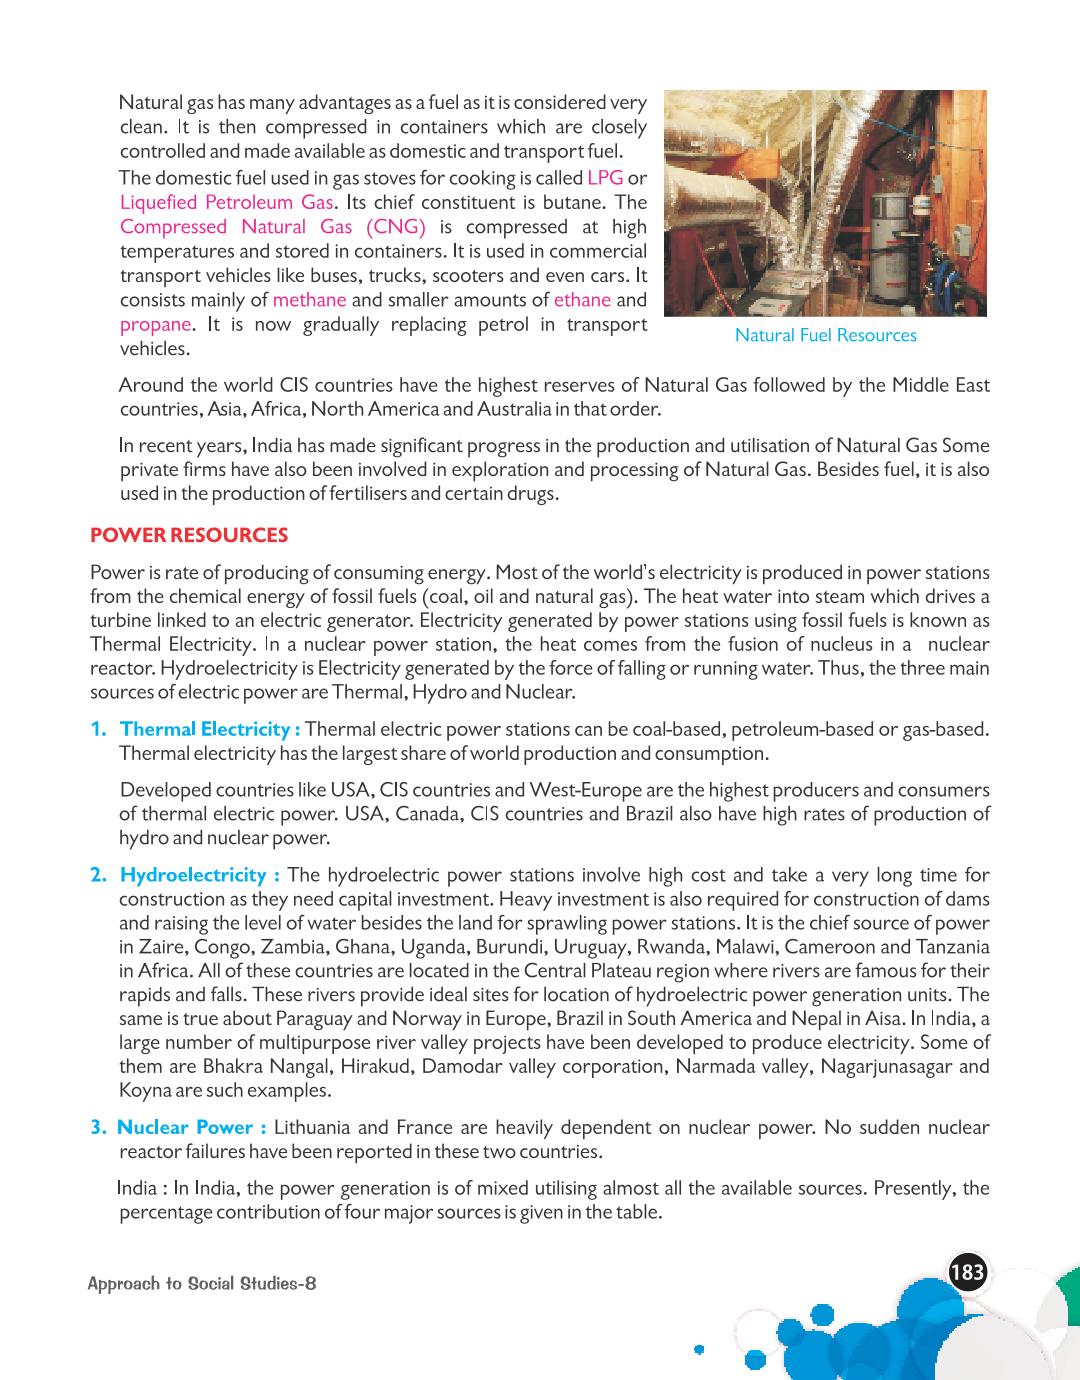 Natural gas has many advantages as a fuel as it is considered very
clean. It is then compressed in containers which are closely
controlled and made available as domestic and transport fuel.
The domestic fuel used in gas stoves for cooking is called LPG or
Liquefied Petroleum Gas. Its chief constituent is butane. The
Compressed Natural Gas (CNG) is compressed at high
temperatures and stored in containers. It is used in commercial
transport vehicles like buses, trucks, scooters and even cars. It
consists mainly of methane and smaller amounts of ethane and
propane. It is now gradually replacing petrol in transport
vehicles.
Natural Fuel Resources
Around the world CIS countries have the highest reserves of Natural Gas followed by the Middle East
countries, Asia, Africa, North America and Australia in that order.
In recent years, India has made significant progress in the production and utilisation of Natural Gas Some
private firms have also been involved in exploration and processing of Natural Gas. Besides fuel, it is also
used in the production of fertilisers and certain drugs.
POWER RESOURCES
Power is rate of producing of consuming energy. Most of the world's electricity is produced in power stations
from the chemical energy of fossil fuels (coal, oil and natural gas). The heat water into steam which drives a
turbine linked to an electric generator. Electricity generated by power stations using fossil fuels is known as
Thermal Electricity. In a nuclear power station, the heat comes from the fusion of nucleus in a nuclear
reactor. Hydroelectricity is Electricity generated by the force of falling or running water. Thus, the three main
sources of electric power are Thermal, Hydro and Nuclear.
1. Thermal Electricity : Thermal electric power stations can be coal-based, petroleum-based or gas-based.
Thermal electricity has the largest share of world production and consumption.
Developed countries like USA, CIS countries and West-Europe are the highest producers and consumers
of thermal electric power. USA, Canada, CIS countries and Brazil also have high rates of production of
hydro and nuclear power.
2. Hydroelectricity : The hydroelectric power stations involve high cost and take a very long time for
construction as they need capital investment. Heavy investment is also required for construction of dams
and raising the level of water besides the land for sprawling power stations. It is the chief source of power
in Zaire, Congo, Zambia, Ghana, Uganda, Burundi, Uruguay, Rwanda, Malawi, Cameroon and Tanzania
in Africa. All of these countries are located in the Central Plateau region where rivers are famous for their
rapids and falls. These rivers provide ideal sites for location of hydroelectric power generation units. The
same is true about Paraguay and Norway in Europe, Brazil in South America and Nepal in Aisa. In India, a
large number of multipurpose river valley projects have been developed to produce electricity. Some of
them are Bhakra Nangal, Hirakud, Damodar valley corporation, Narmada valley, Nagarjunasagar and
Koyna are such examples.
3. Nuclear Power : Lithuania and France are heavily dependent on nuclear power. No sudden nuclear
reactor failures have been reported in these two countries.
India : In India, the power generation is of mixed utilising almost all the available sources. Presently, the
percentage contribution of four major sources is given in the table.
Approach to Social Studies-8
183